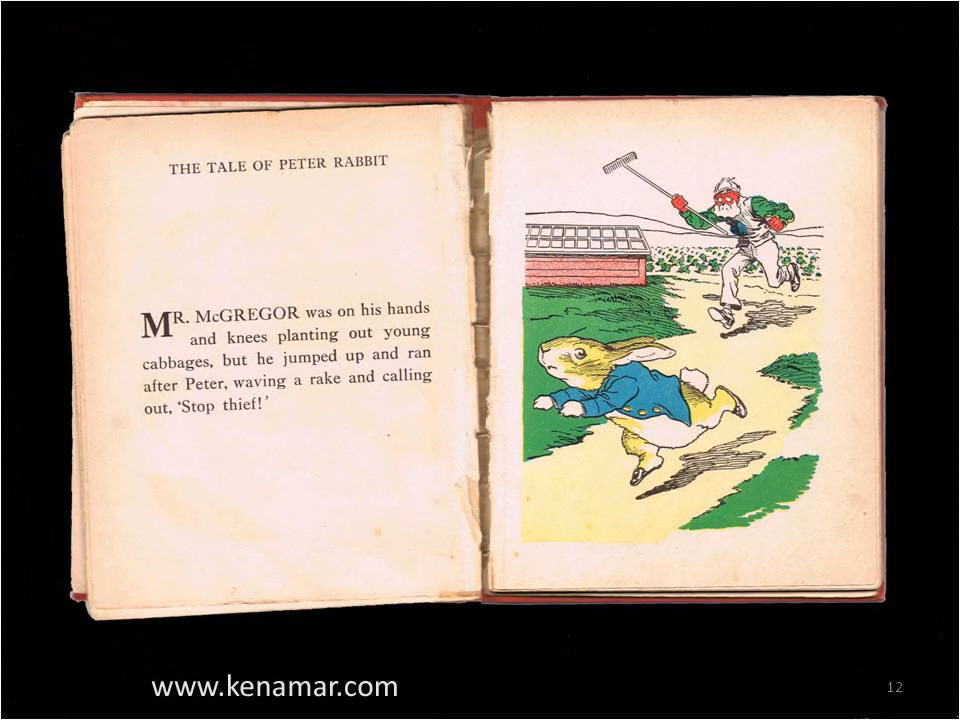 THE TALE OF PETER RABBIT
MR. McGREGOR was on his hands
and knees planting out young
cabbages, but he jumped up and ran
after Peter, waving a rake and calling
out, ‘Stop thief!’
www.kenamar.com
12